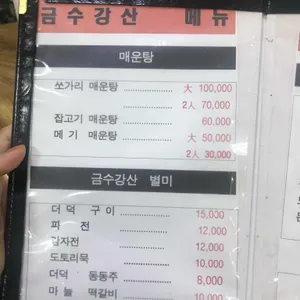 금수강산 메뉴
매운탕
쏘가리 매운탕 ................ 大 100,000
2人 70,000
잡고기 매운탕 ................ 60,000
메기 매운탕 ................ 大 50,000
2人 30,000
금수강산 별미
더덕 구이 ................ 15,000
파 전 ................ 12,000
감자전 ................ 12,000
도토리묵 ................ 10,000
더덕 동동주 ................ 8,000
마늘 떡갈비 ................ 10,000